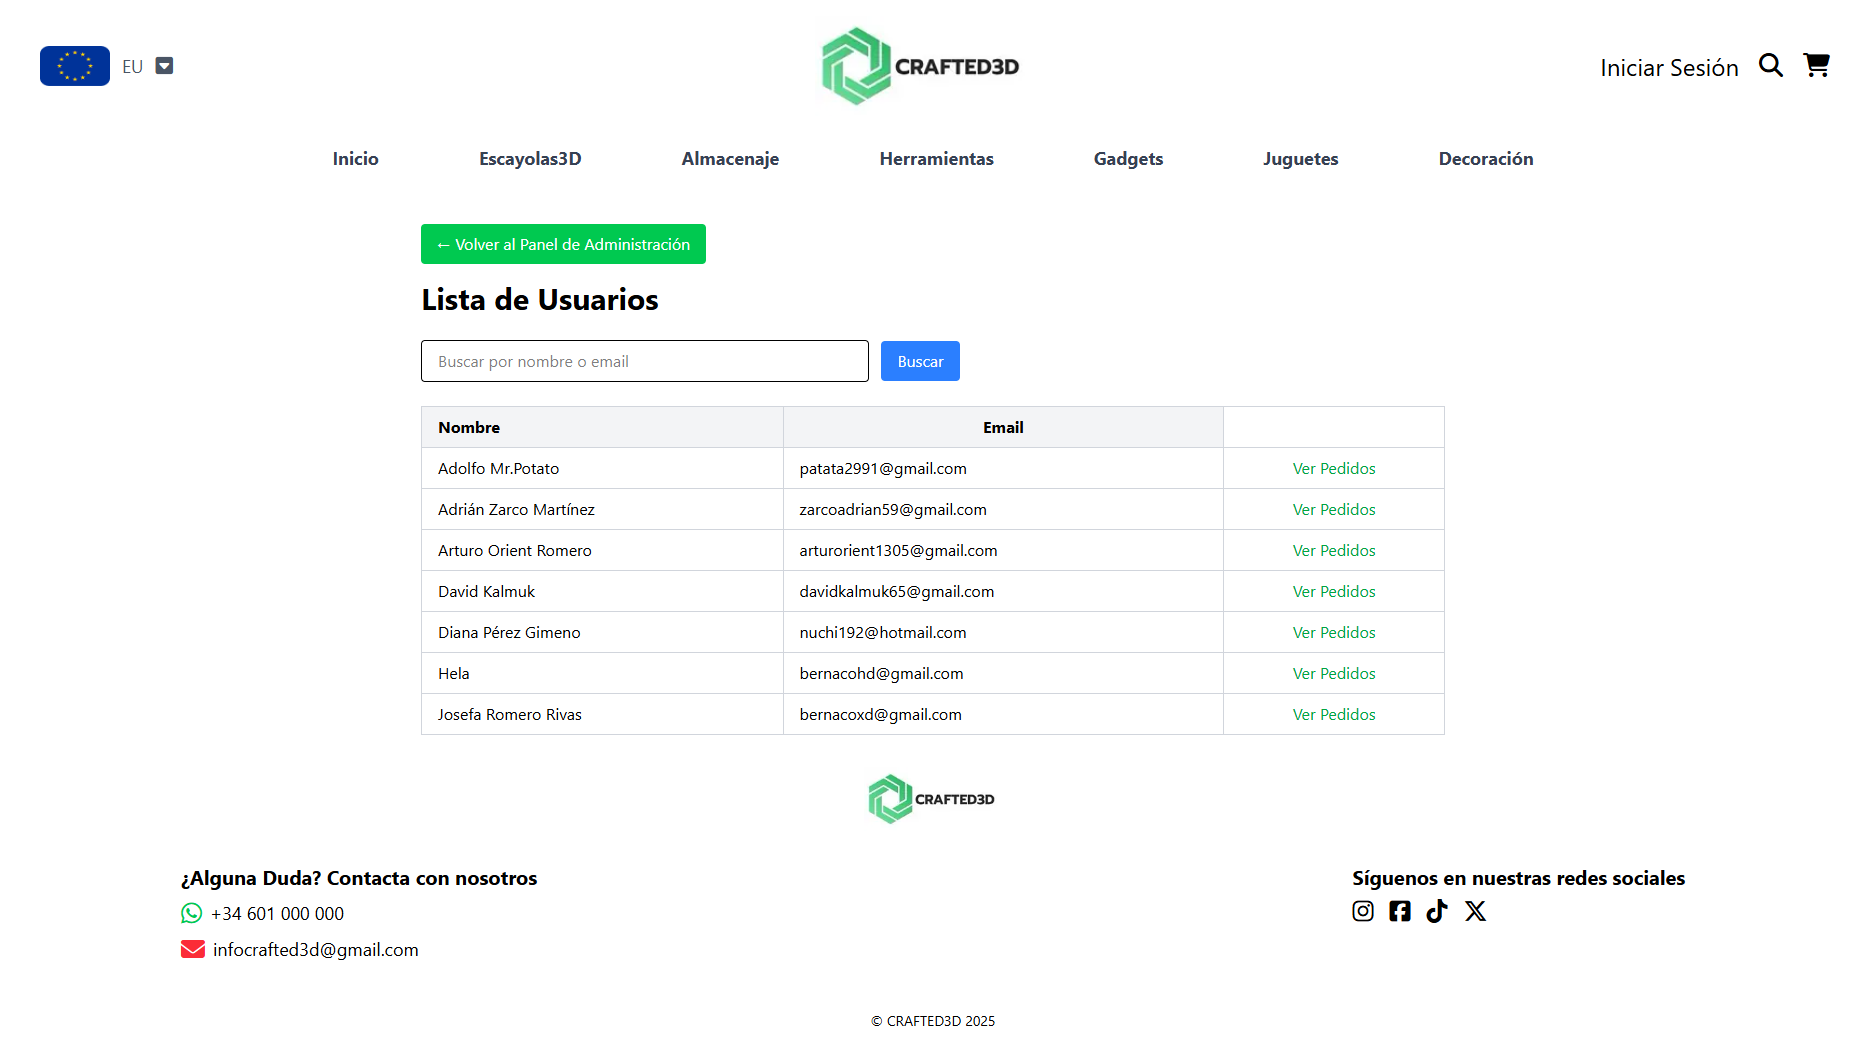 EU
CRAFTED3D
Iniciar Sesión
Inicio Escayolas3D Almacenaje Herramientas Gadgets Juguetes Decoración
← Volver al Panel de Administración
Lista de Usuarios
Buscar por nombre o email Buscar
Nombre Email
Adolfo Mr.Potato patata2991@gmail.com Ver Pedidos
Adrián Zarco Martínez zarcoadrian59@gmail.com Ver Pedidos
Arturo Orient Romero arturorient1305@gmail.com Ver Pedidos
David Kalmuk davidkalmuk65@gmail.com Ver Pedidos
Diana Pérez Gimeno nuchi192@hotmail.com Ver Pedidos
Hela bernacohd@gmail.com Ver Pedidos
Josefa Romero Rivas bernacoxd@gmail.com Ver Pedidos
CRAFTED3D
¿Alguna Duda? Contacta con nosotros
+34 601 000 000
infocrafted3d@gmail.com
Síguenos en nuestras redes sociales
© CRAFTED3D 2025